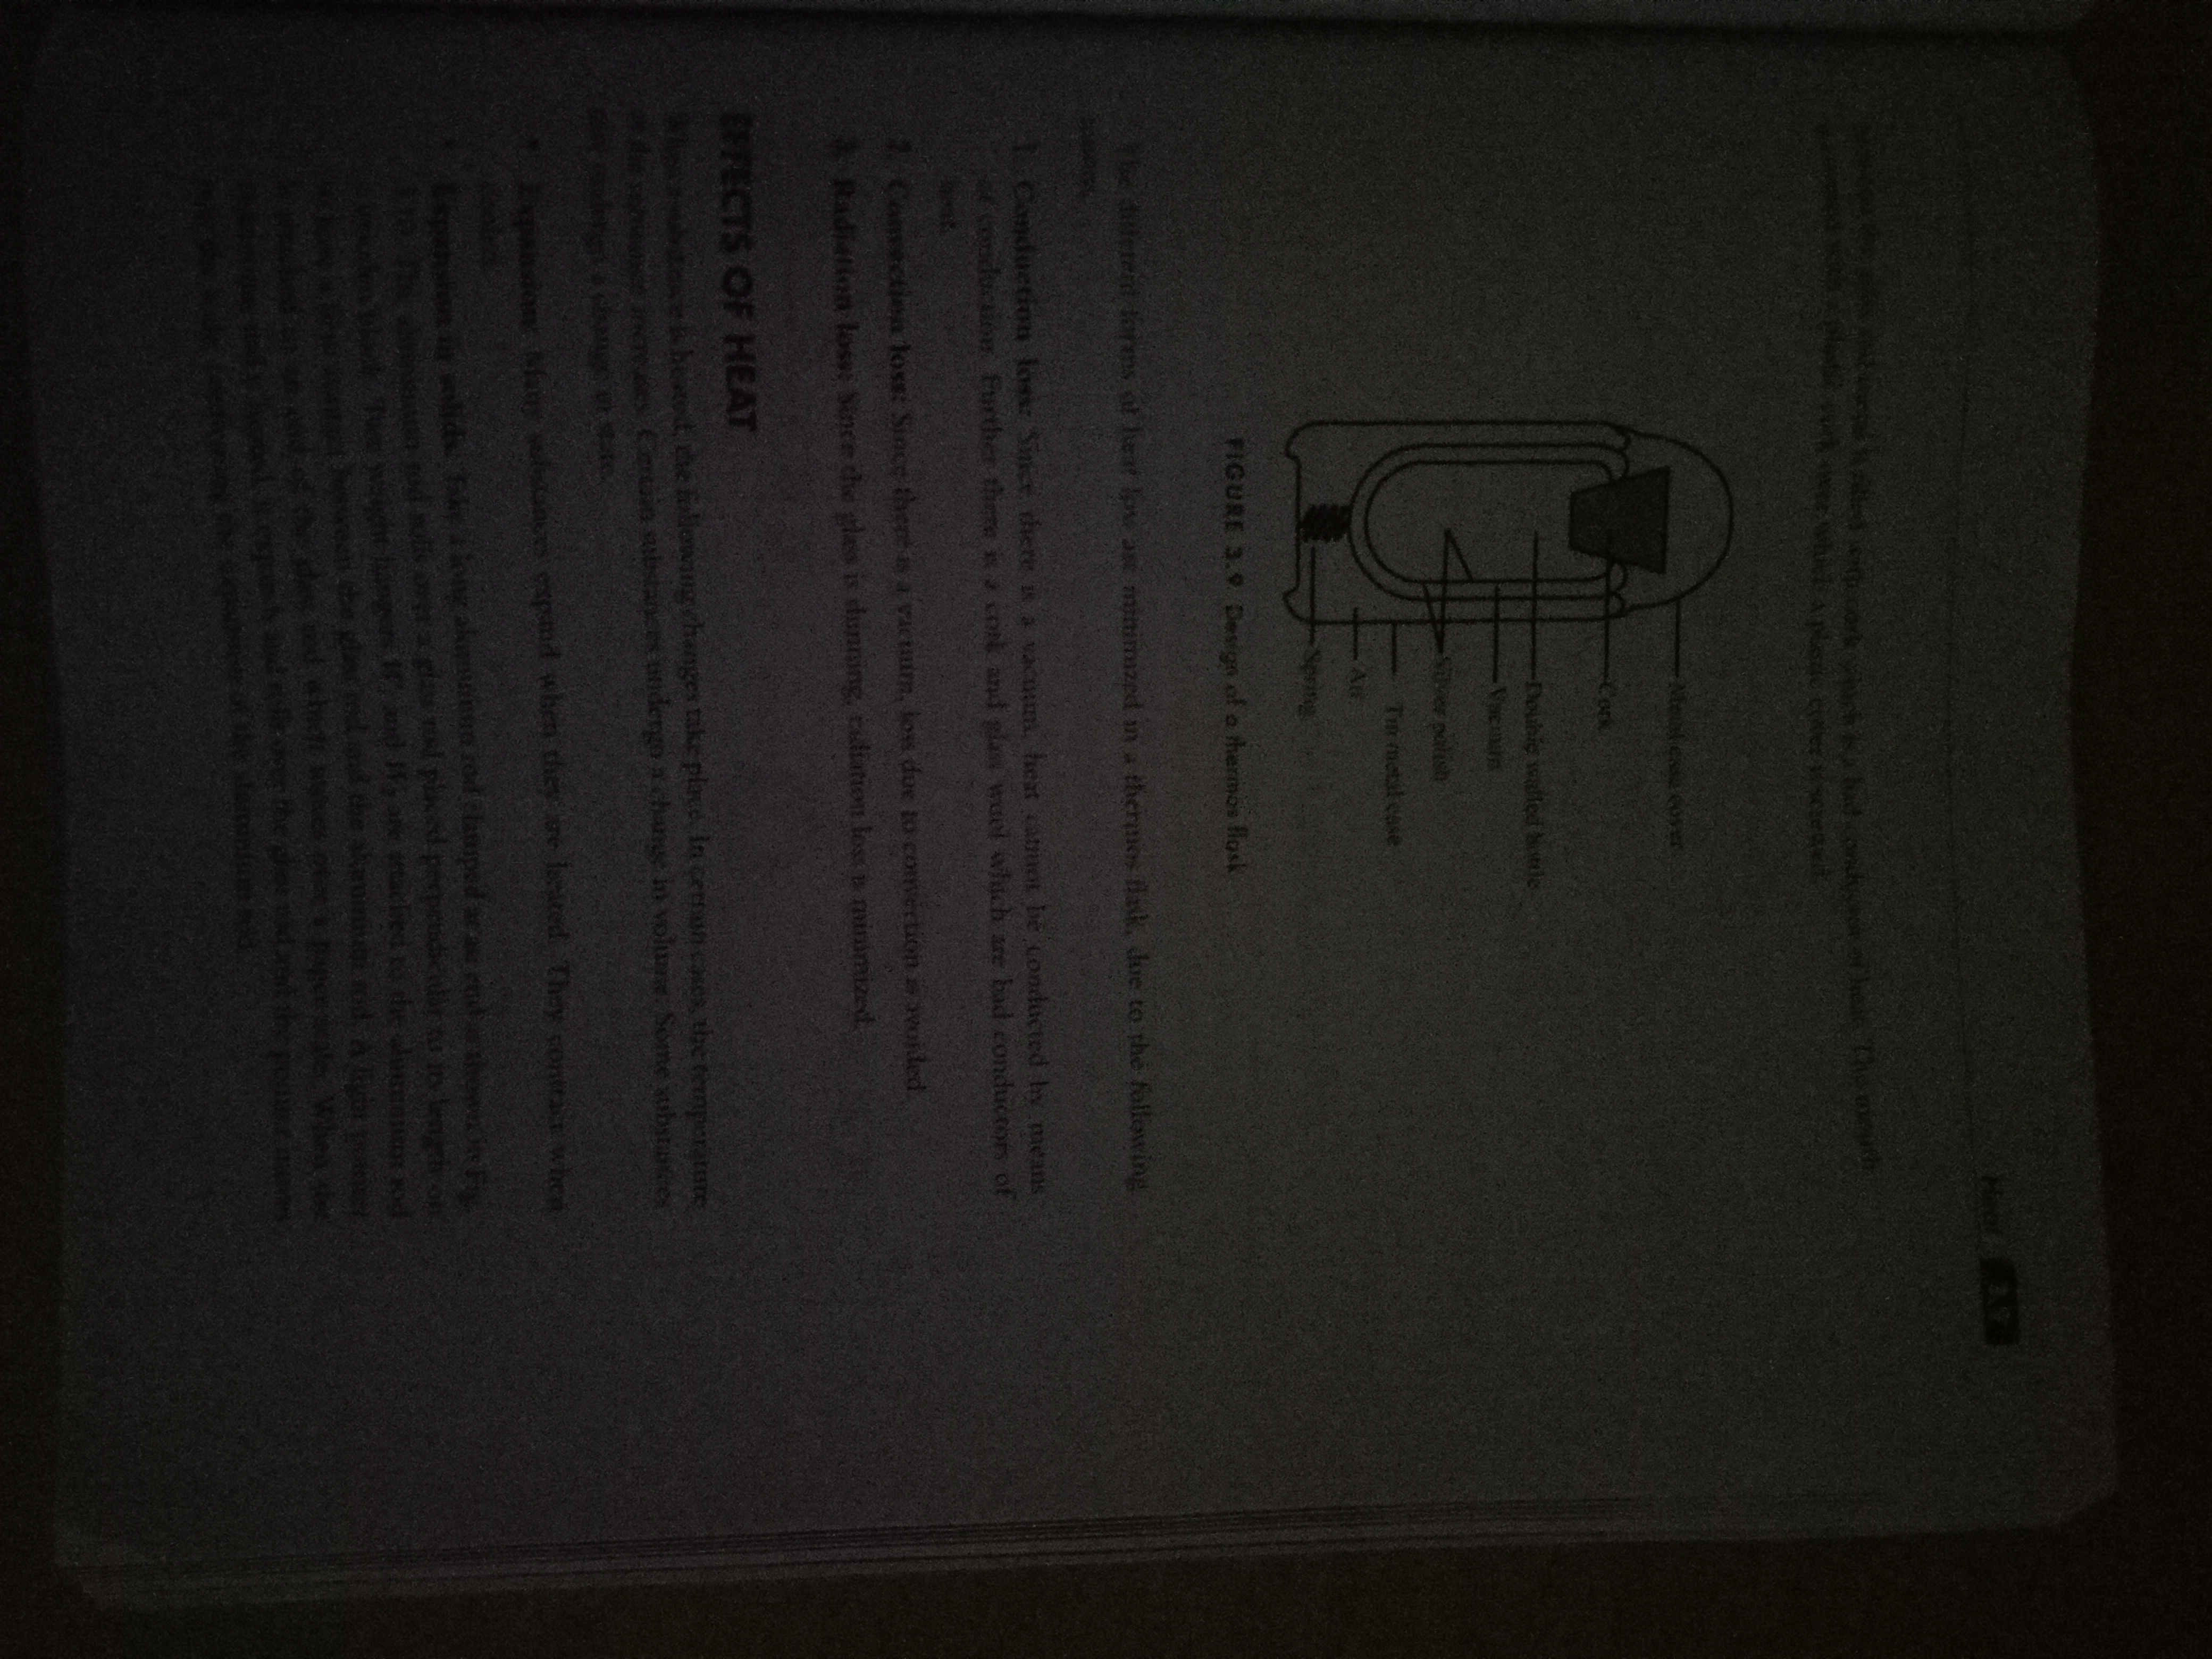 Heat 3.9
the glass and metal is filled with cork which is a bad conductor of heat. The mouth
with a plastic cork over which a plastic cover is screwed.
Metal case cover
Cork
Double walled bottle
Vacuum
Silver polish
Tin metal case
Air
Spring
FIGURE 3.9 Design of a thermos flask
The different forms of heat loss are minimized in a thermos flask, due to the following
1. Conduction loss: Since there is a vacuum, heat cannot be conducted by means
of conduction. Further there is a cork and glass wool which are bad conductors of
heat.
2. Convection loss: Since there is a vacuum, loss due to convection is avoided.
3. Radiation loss: Since the glass is shinning, radiation loss is minimized.
EFFECTS OF HEAT
When a substance is heated, the following changes take place. In certain cases, the temperature
of the substance increases. Certain substances undergo a change in volume. Some substances
may undergo a change in state.
• Expansion: Many substances expand when they are heated. They contract when
• Expansion in solids: Take a long aluminium rod clamped at an end as shown in Fig.
3.10. The aluminium rod rolls over a glass rod placed perpendicular to its length on
a wooden block. Two weight hangers and are attached to the aluminium rod
to have a firm contact between the glass rod and the aluminium rod. A light pointer
is attached to an end of the glass rod which moves over a paper scale. When the
aluminium rod is heated, it expands and rolls over the glass rod and the pointer moves
over the scale confirming the expansion of the aluminium rod.